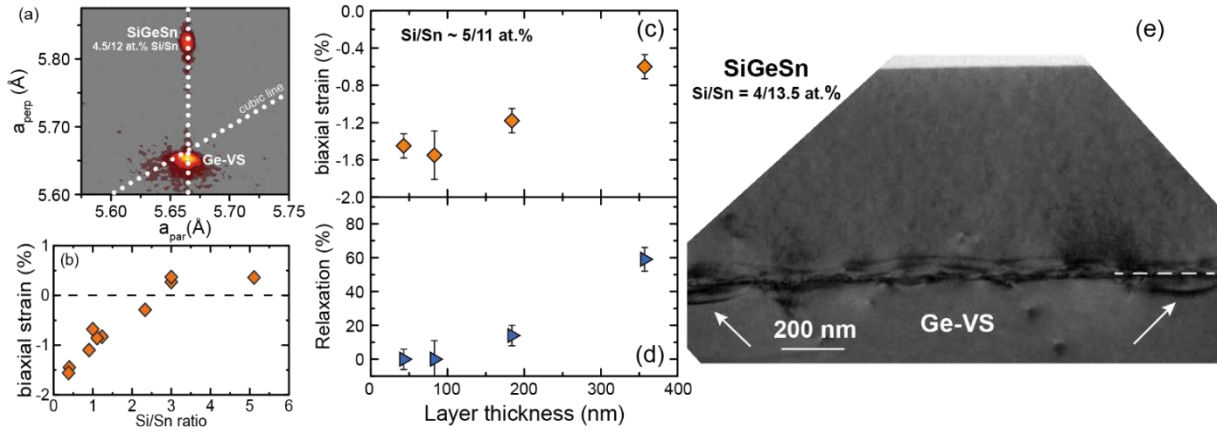 (a)
SiGeSn
4.5/12 at.% Si/Sn
cubic line
Ge-VS
a_perp (Å)
5.80
5.70
5.60
5.60 5.65 5.70 5.75
a_par(Å)
(b)
biaxial strain (%)
1
0
-1
-2
0 1 2 3 4 5 6
Si/Sn ratio
(c)
Si/Sn ~ 5/11 at.%
biaxial strain (%)
0.0
-0.4
-0.8
-1.2
-1.6
-2.0
Relaxation (%)
80
60
40
20
0
(d)
0 100 200 300 400
Layer thickness (nm)
(e)
SiGeSn
Si/Sn = 4/13.5 at.%
200 nm
Ge-VS